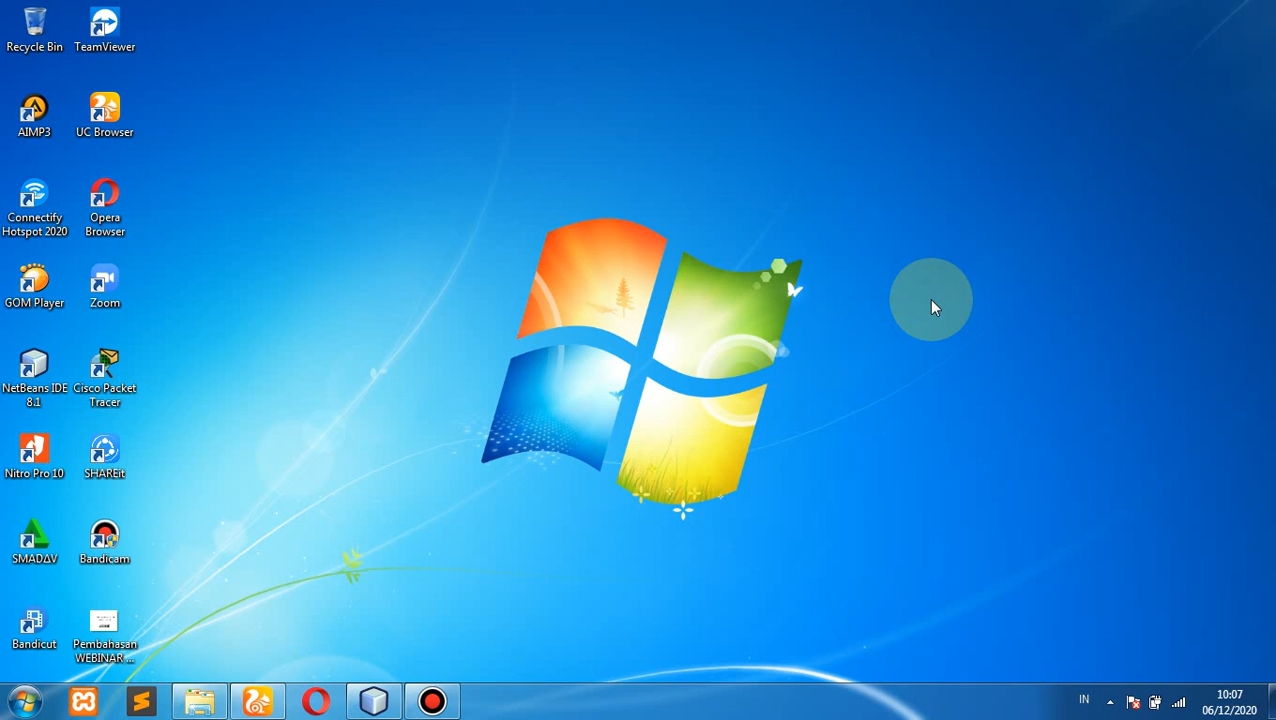 Recycle Bin
TeamViewer
AIMP3
UC Browser
Connectify
Hotspot 2020
Opera
Browser
GOM Player
Zoom
NetBeans IDE
8.1
Cisco Packet
Tracer
Nitro Pro 10
SHAREit
SMADΔV
Bandicam
Bandicut
Pembahasan
WEBINAR ...
IN
10:07
06/12/2020